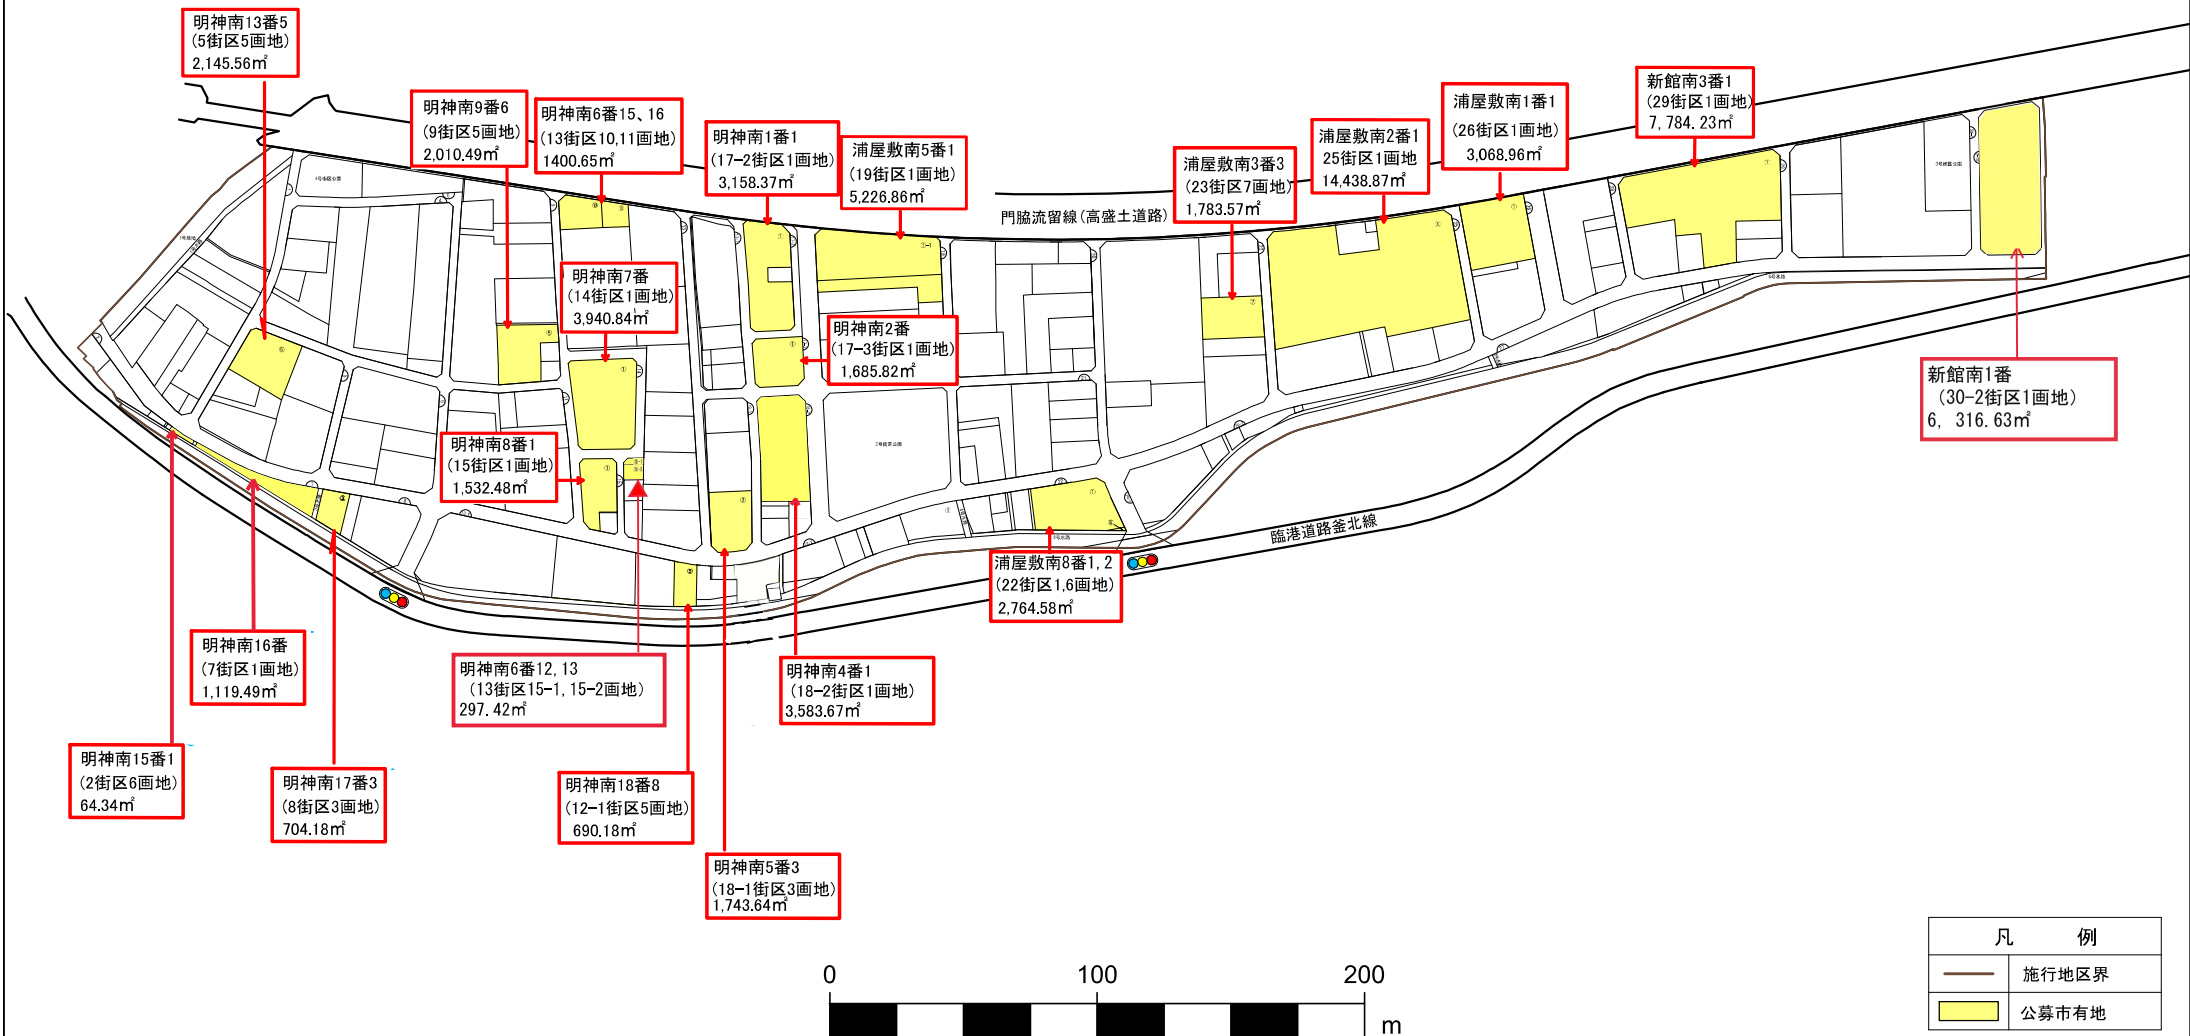 明神南13番5
(5街区5画地)
2,145.56㎡
明神南9番6
(9街区5画地)
2,010.49㎡
明神南6番15、16
(13街区10,11画地)
1400.65㎡
明神南1番1
(17-2街区1画地)
3,158.37㎡
浦屋敷南5番1
(19街区1画地)
5,226.86㎡
門脇流留線(高盛土道路)
浦屋敷南3番3
(23街区7画地)
1,783.57㎡
浦屋敷南2番1
25街区1画地
14,438.87㎡
浦屋敷南1番1
(26街区1画地)
3,068.96㎡
新館南3番1
(29街区1画地)
7,784.23㎡
明神南7番
(14街区1画地)
3,940.84㎡
明神南2番
(17-3街区1画地)
1,685.82㎡
新館南1番
(30-2街区1画地)
6, 316.63㎡
明神南8番1
(15街区1画地)
1,532.48㎡
2号街区公園
臨港道路釜北線
浦屋敷南8番1,2
(22街区1,6画地)
2,764.58㎡
明神南16番
(7街区1画地)
1,119.49㎡
明神南6番12,13
(13街区15-1,15-2画地)
297.42㎡
明神南4番1
(18-2街区1画地)
3,583.67㎡
明神南15番1
(2街区6画地)
64.34㎡
明神南17番3
(8街区3画地)
704.18㎡
明神南18番8
(12-1街区5画地)
690.18㎡
明神南5番3
(18-1街区3画地)
1,743.64㎡
0 100 200
m
凡 例
施行地区界
公募市有地